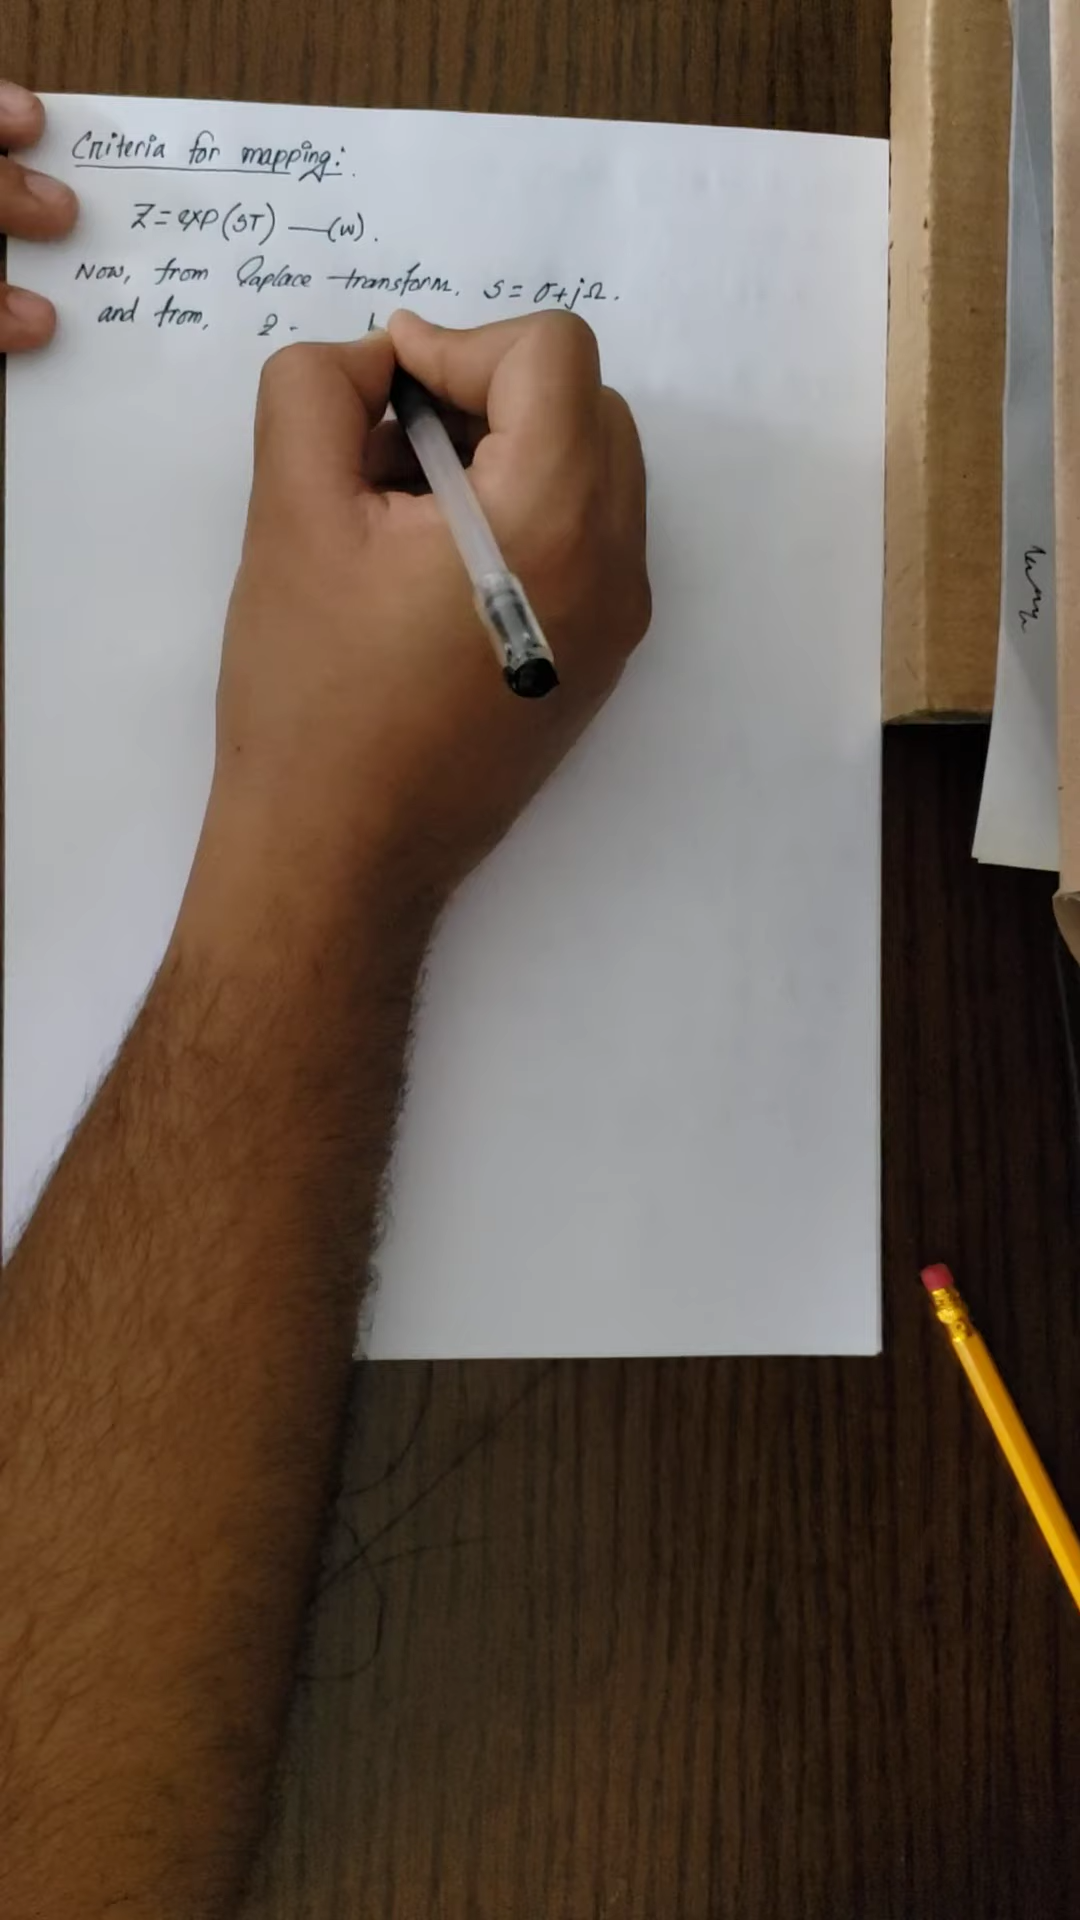 Criteria for mapping:
Z = exp(ST) —(w).
Now, from Laplace transform, S = σ+jΩ.
and from, Z -